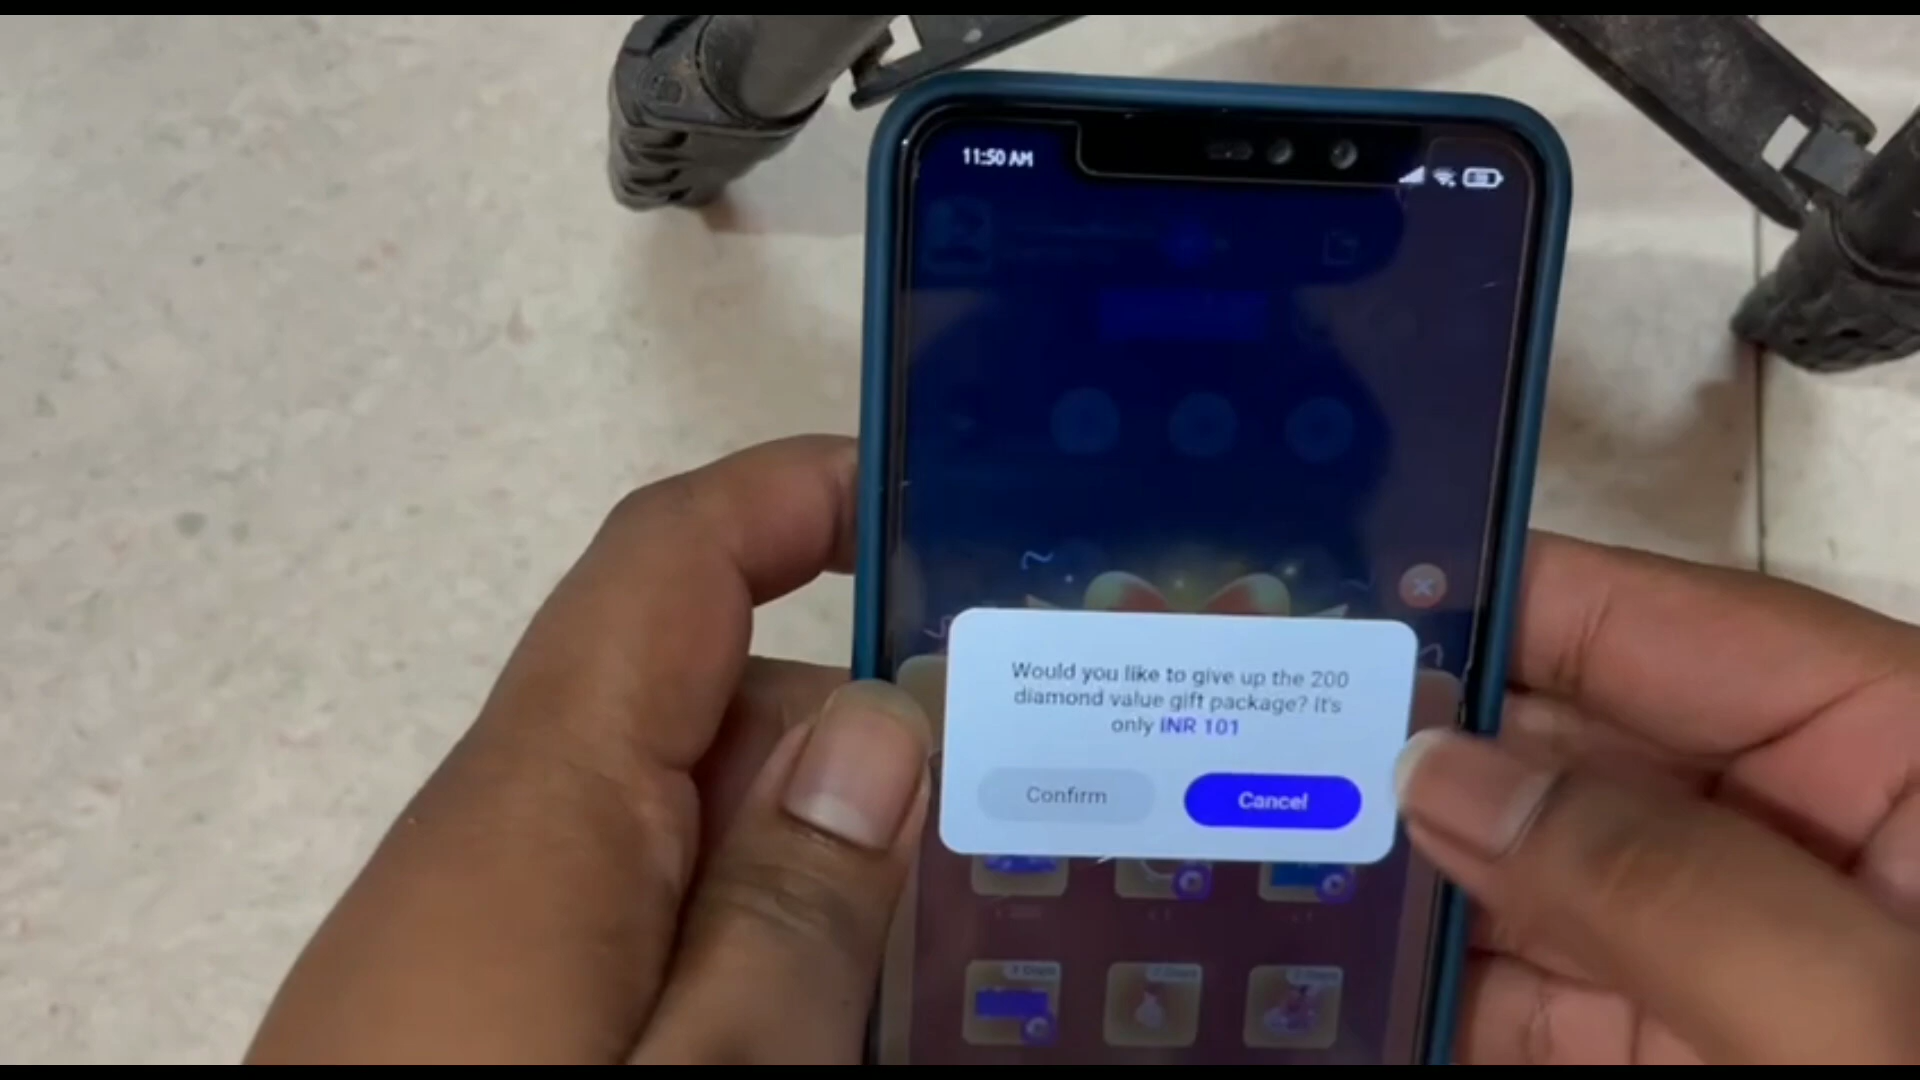 11:50 AM
Would you like to give up the 200
diamond value gift package? It's
only INR 101
Confirm
Cancel